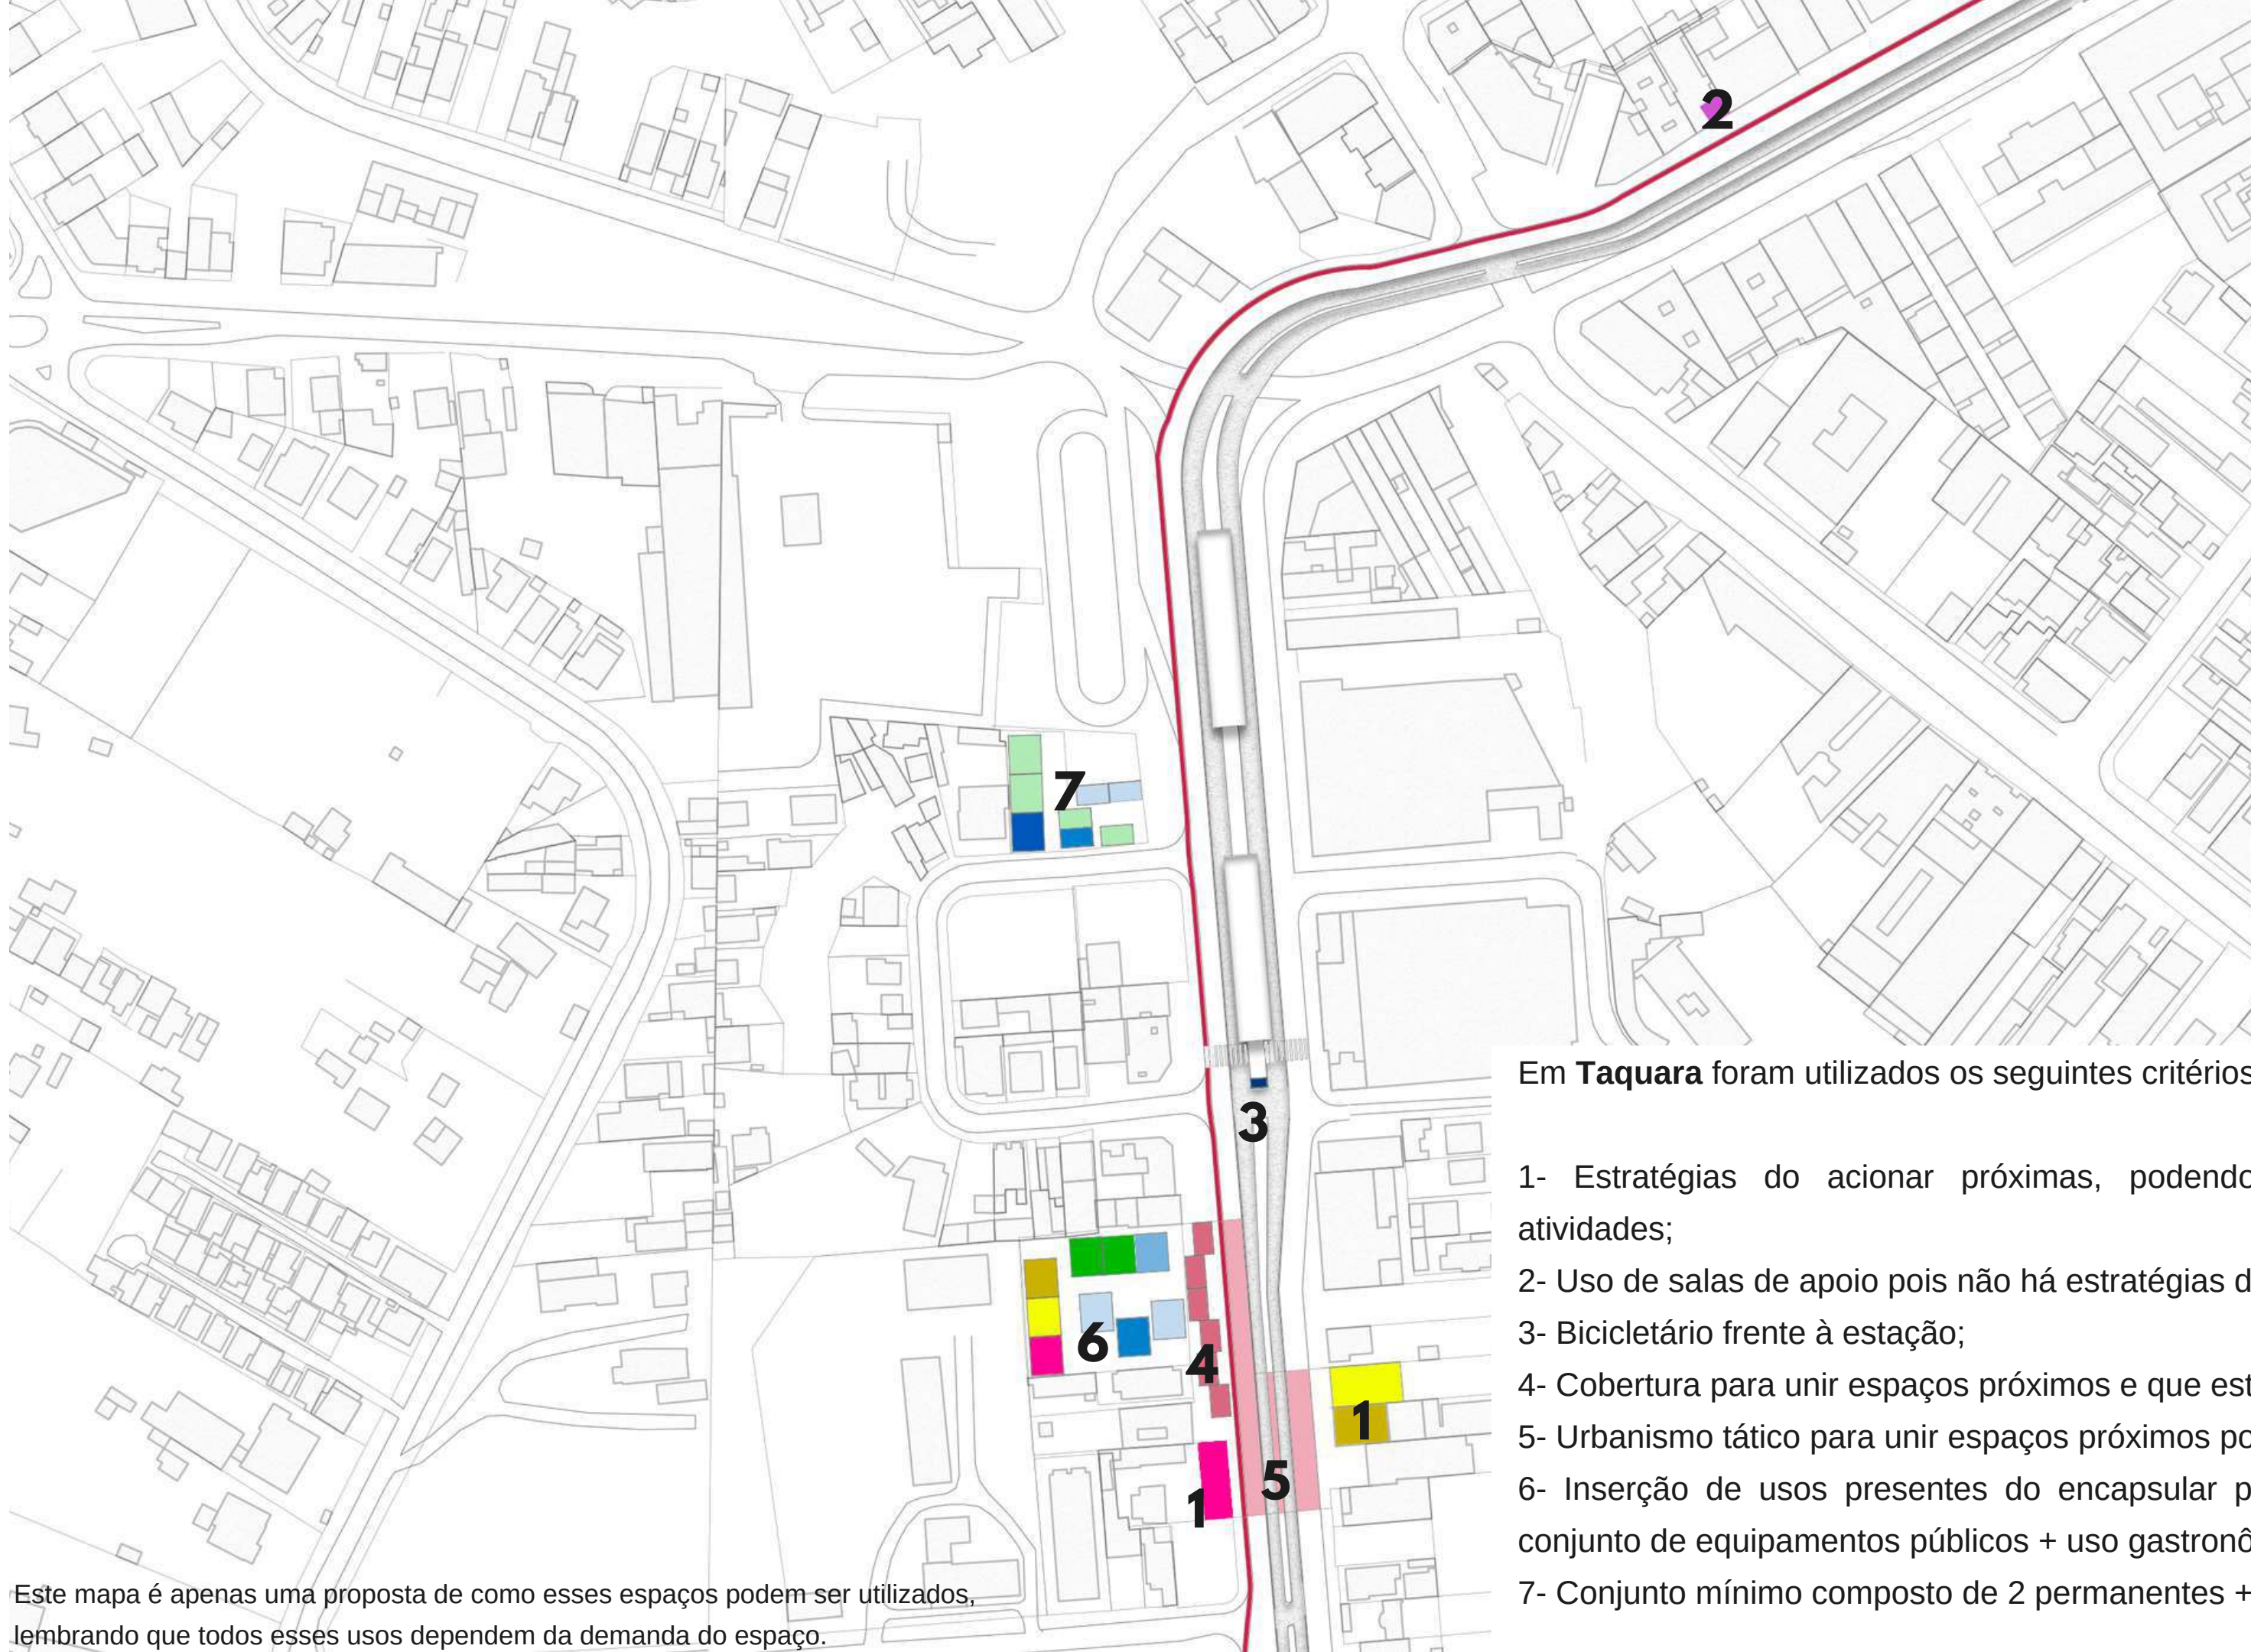 2
7
3
6
4
1
5
1
Em Taquara foram utilizados os seguintes critérios
1- Estratégias do acionar próximas, podendo
atividades;
2- Uso de salas de apoio pois não há estratégias d
3- Bicicletário frente à estação;
4- Cobertura para unir espaços próximos e que est
5- Urbanismo tático para unir espaços próximos po
6- Inserção de usos presentes do encapsular p
conjunto de equipamentos públicos + uso gastronô
7- Conjunto mínimo composto de 2 permanentes +
Este mapa é apenas uma proposta de como esses espaços podem ser utilizados,
lembrando que todos esses usos dependem da demanda do espaço.